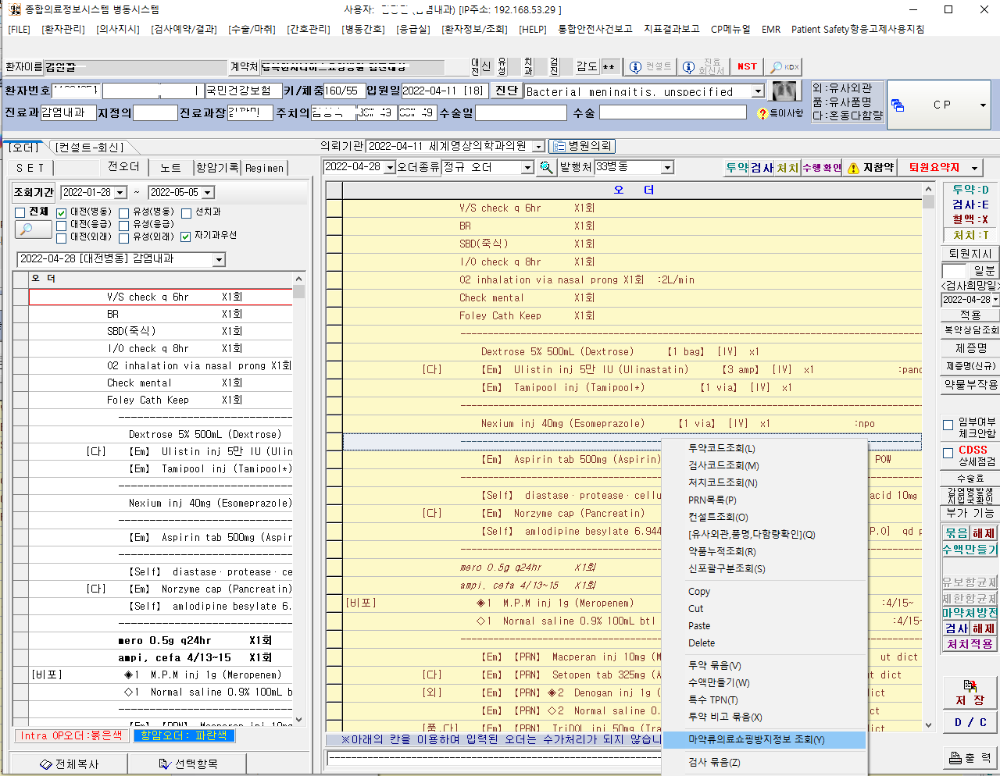 종합의료정보시스템 병동시스템
사용자: (감염내과) [IP주소: 192.168.53.29 ]
[FILE] [환자관리] [의사지시] [검사예약/결과] [수술/마취] [간호관리] [병동간호] [응급실] [환자정보/조회] [HELP] 통합안전사건보고 지표결과보고 CP메뉴얼 EMR Patient Safety항응고제사용지침
환자이름 계약처 대전 신 유성 치과 검진 감도 ** 컨설트 진료회신서 NST KDX
환자번호 국민건강보험 키/체중 160/55 입원일 2022-04-11 [18] 진단 Bacterial meningitis, unspecified
외:유사외관
품:유사품명
다:혼동다함량
C P
진료과 감염내과 지정의 진료과장 주치의 수술일 수술 특이사항
[오더] [컨설트-회신] 의뢰기관 2022-04-11 세계영상의학과의원 병원의뢰
S E T 전오더 노트 항암기록 Regimen
2022-04-28 오더종류 정규 오더 발행처 33병동 투약 검사 처치 수행확인 지참약 퇴원요약지
조회기간 2022-01-28 ~ 2022-05-05
전체 대전(병동) 유성(병동) 선치과
대전(응급) 유성(응급)
대전(외래) 유성(외래) 자기과우선
2022-04-28 [대전병동] 감염내과
오 더
V/S check q 6hr X1회
BR X1회
SBD(죽식) X1회
I/O check q 8hr X1회
O2 inhalation via nasal prong X1회
Check mental X1회
Foley Cath Keep X1회
Dextrose 5% 500mL (Dextrose)
[다] 【Em】 Ulistin inj 5만 IU (Ulin
【Em】 Tamipool inj (Tamipool*)
Nexium inj 40mg (Esomeprazole)
【Em】 Aspirin tab 500mg (Aspir
【Self】 diastase·protease·ce
[다] 【Em】 Norzyme cap (Pancreatin)
【Self】 amlodipine besylate 6.
mero 0.5g q24hr X1회
ampi, cefa 4/13~15 X1회
[비포] ◈1 M.P.M inj 1g (Meropenem)
◇1 Normal saline 0.9% 100mL b
Intra OP오더:붉은색 항암오더: 파란색
전체복사 선택항목
오 더
V/S check q 6hr X1회
BR X1회
SBD(죽식) X1회
I/O check q 8hr X1회
O2 inhalation via nasal prong X1회 :2L/min
Check mental X1회
Foley Cath Keep X1회
Dextrose 5% 500mL (Dextrose) 【1 bag】 [IV] x1
[다] 【Em】 Ulistin inj 5만 IU (Ulinastatin) 【3 amp】 [IV] x1 :panc
【Em】 Tamipool inj (Tamipool*) 【1 via】 [IV] x1
Nexium inj 40mg (Esomeprazole) 【1 via】 [IV] x1 :npo
【Em】 Aspirin tab 500mg (Aspirin) POW
【Self】 diastase·protease·cellu acid 10mg
[다] 【Em】 Norzyme cap (Pancreatin)
【Self】 amlodipine besylate 6.944 P.O] qd p
mero 0.5g q24hr X1회
ampi, cefa 4/13~15 X1회
[비포] ◈1 M.P.M inj 1g (Meropenem) :4/15~
◇1 Normal saline 0.9% 100mL btl :4/15~
【Em】 【PRN】 Macperan inj 10mg (M ut dict
[다] 【Em】 【PRN】 Setopen tab 325mg (A ut dict
[외] 【Em】 【PRN】◈2 Denogan inj 1g ( dict
【Em】 【PRN】◇2 Normal saline 0.
[품,다] 【Em】 【PRN】 TriDOL inj 50mg (Tra
※아래의 칸을 이용하며 입력된 오더는 수가처리가 되지 않습니
투약코드조회(L)
검사코드조회(M)
처치코드조회(N)
PRN목록(P)
컨설트조회(O)
[유사외관,품명,다함량확인](Q)
약품누적조회(R)
신포괄구분조회(S)
Copy
Cut
Paste
Delete
투약 묶음(V)
수액만들기(W)
특수 TPN(T)
투약 비고 묶음(X)
마약류의료쇼핑방지정보 조회(Y)
검사 묶음(Z)
투약:D
검사:E
혈액:X
처치:T
퇴원지시
일분
<검사희망일>
2022-04-28
적용
복약상담조회
제증명
제증명(신규)
약물부작용
임부여부
체크안함
CDSS
상세점검
수술료
감염병발생
지입국확인
부가 기능
묶음 해제
수액만들기
유보항균제
제한항균제
마약처방전
검사 해제
처치적용
저 장
D / C
출 력